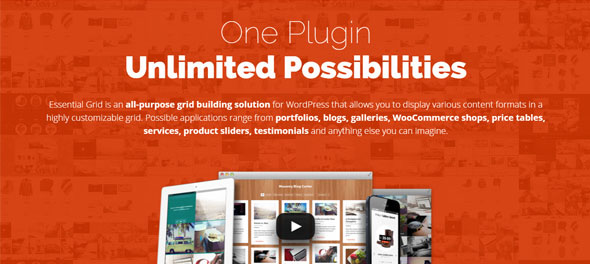 One Plugin
Unlimited Possibilities
Essential Grid is an all-purpose grid building solution for WordPress that allows you to display various content formats in a
highly customizable grid. Possible applications range from portfolios, blogs, galleries, WooCommerce shops, price tables,
services, product sliders, testimonials and anything else you can imagine.